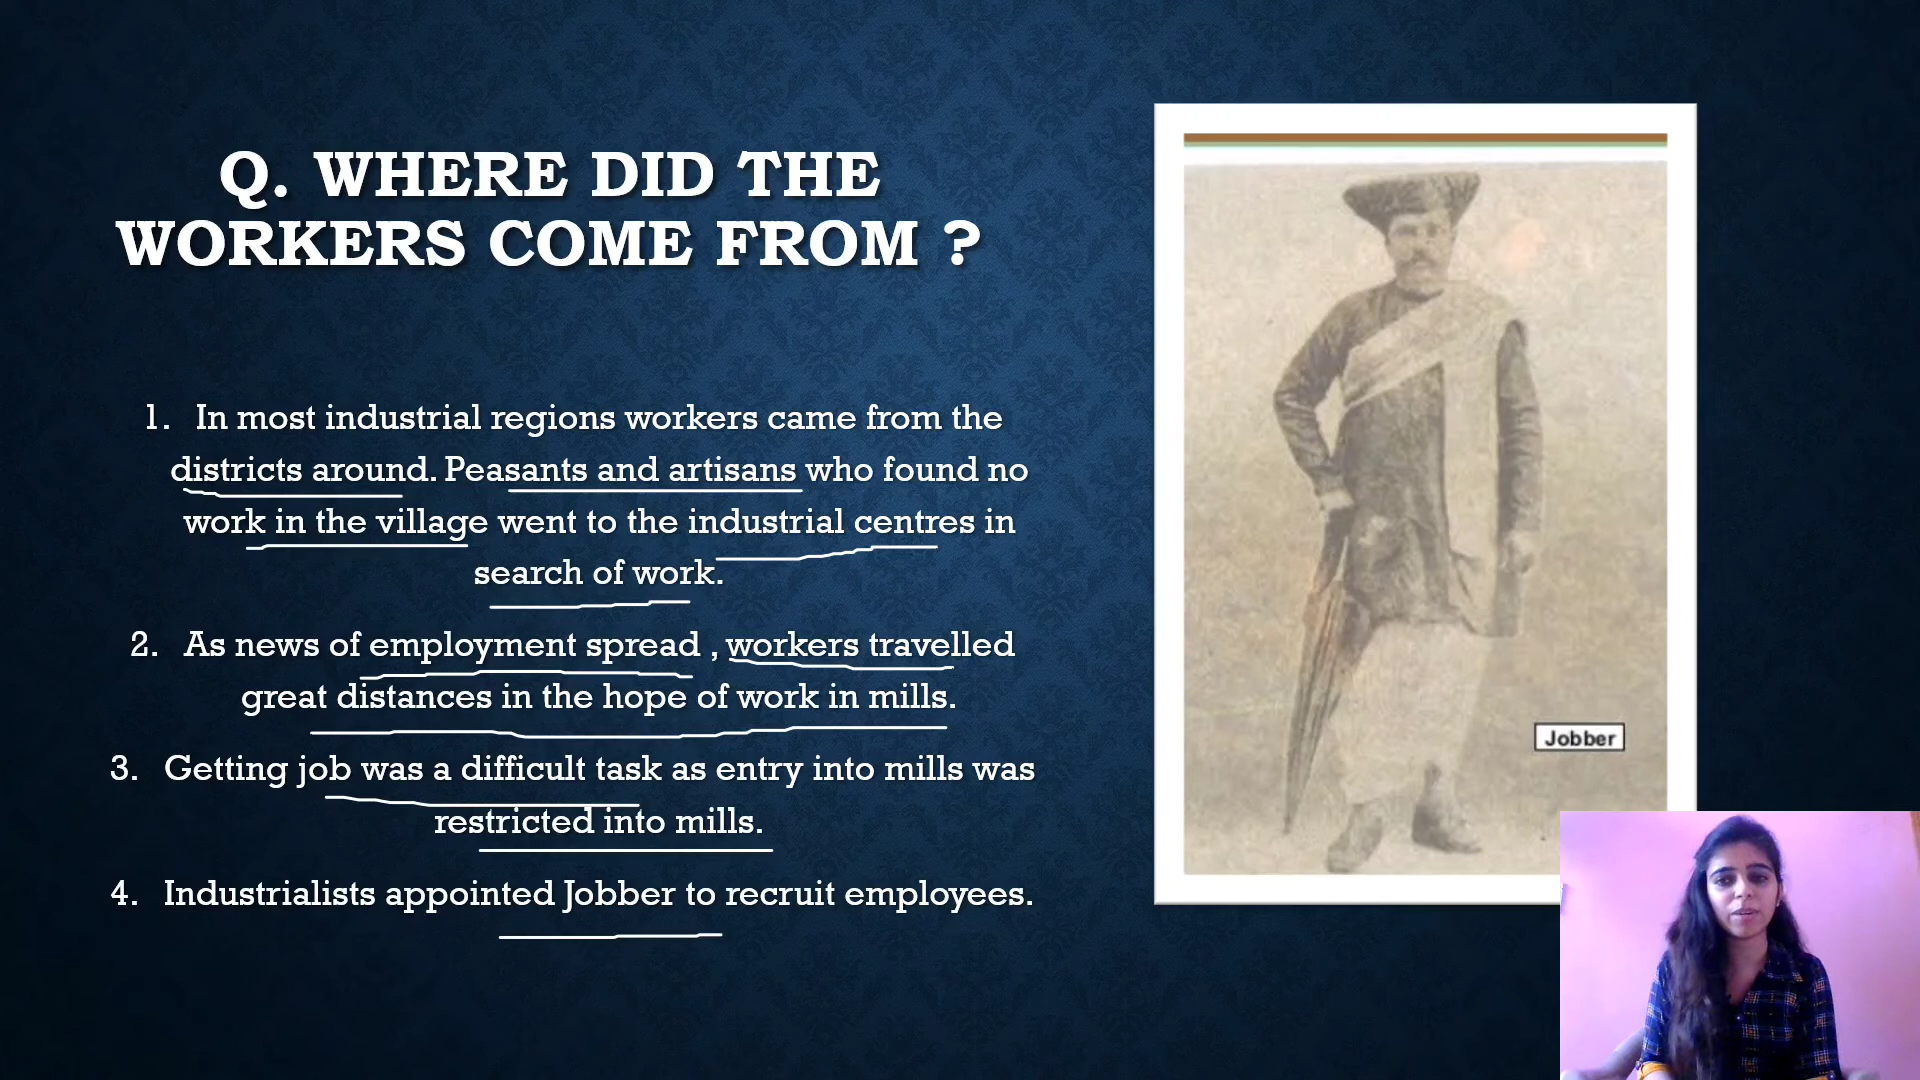 Q. WHERE DID THE
WORKERS COME FROM ?
1. In most industrial regions workers came from the
districts around. Peasants and artisans who found no
work in the village went to the industrial centres in
search of work.
2. As news of employment spread , workers travelled
great distances in the hope of work in mills.
3. Getting job was a difficult task as entry into mills was
restricted into mills.
4. Industrialists appointed Jobber to recruit employees.
Jobber